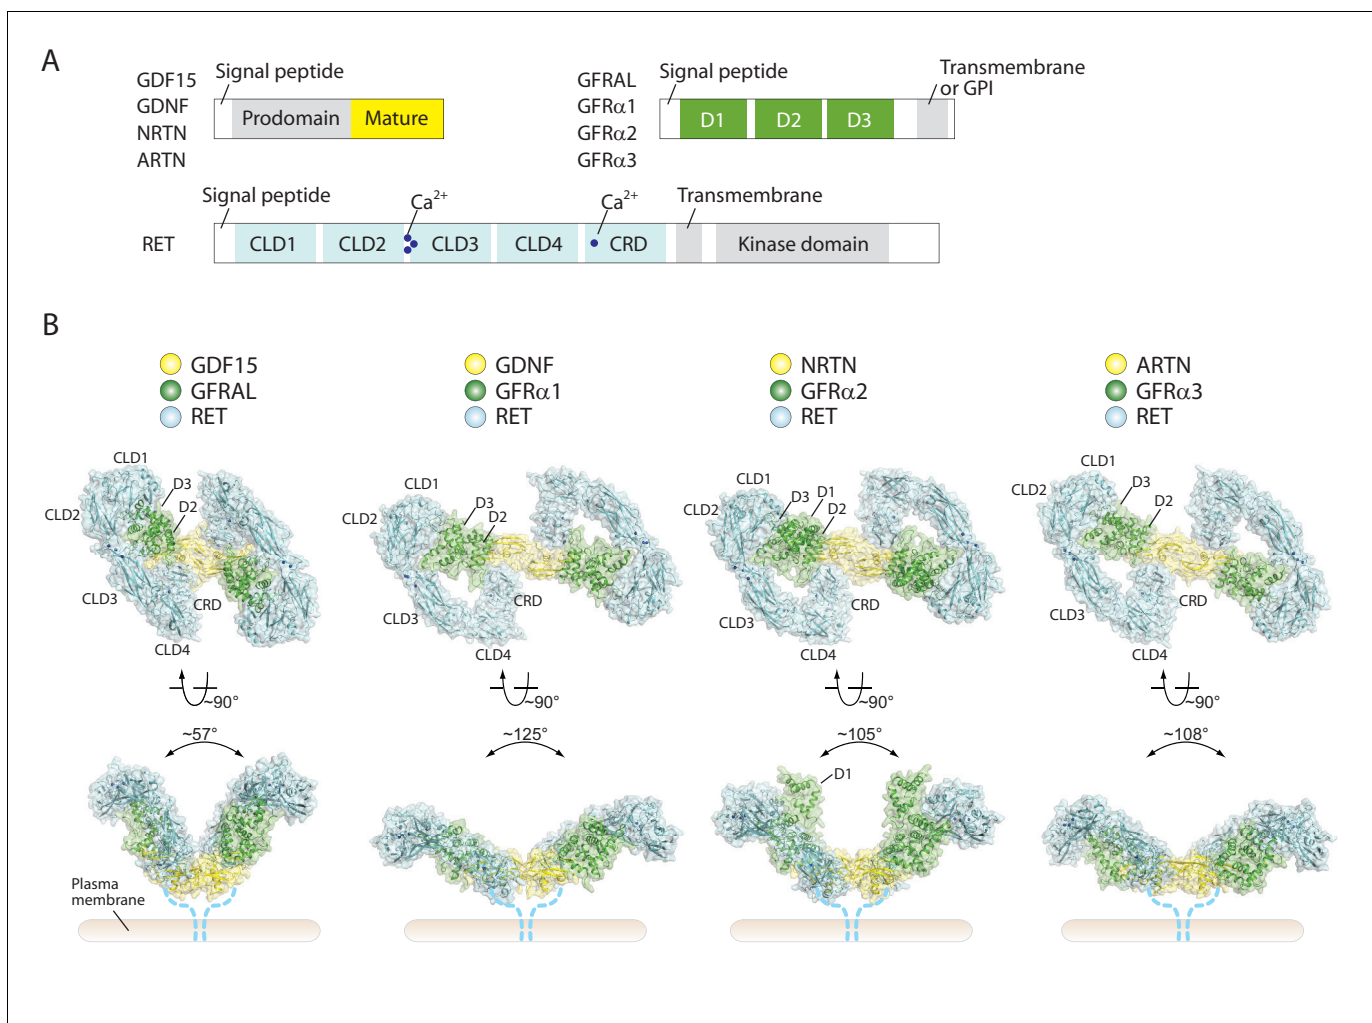 A
GDF15
GDNF
NRTN
ARTN
Signal peptide
Prodomain
Mature
GFRAL
GFRα1
GFRα2
GFRα3
Signal peptide
Transmembrane
or GPI
D1
D2
D3
RET
Signal peptide
Ca²⁺
Ca²⁺
Transmembrane
CLD1
CLD2
CLD3
CLD4
CRD
Kinase domain
B
GDF15
GFRAL
RET
GDNF
GFRα1
RET
NRTN
GFRα2
RET
ARTN
GFRα3
RET
CLD1
D3
D2
CLD2
CLD3
CRD
CLD4
~90°
~57°
CLD1
D3
D2
CLD2
CLD3
CRD
CLD4
~90°
~125°
CLD1
D3
D1
D2
CLD2
CLD3
CRD
CLD4
~90°
~105°
D1
CLD1
D3
D2
CLD2
CLD3
CRD
CLD4
~90°
~108°
Plasma
membrane